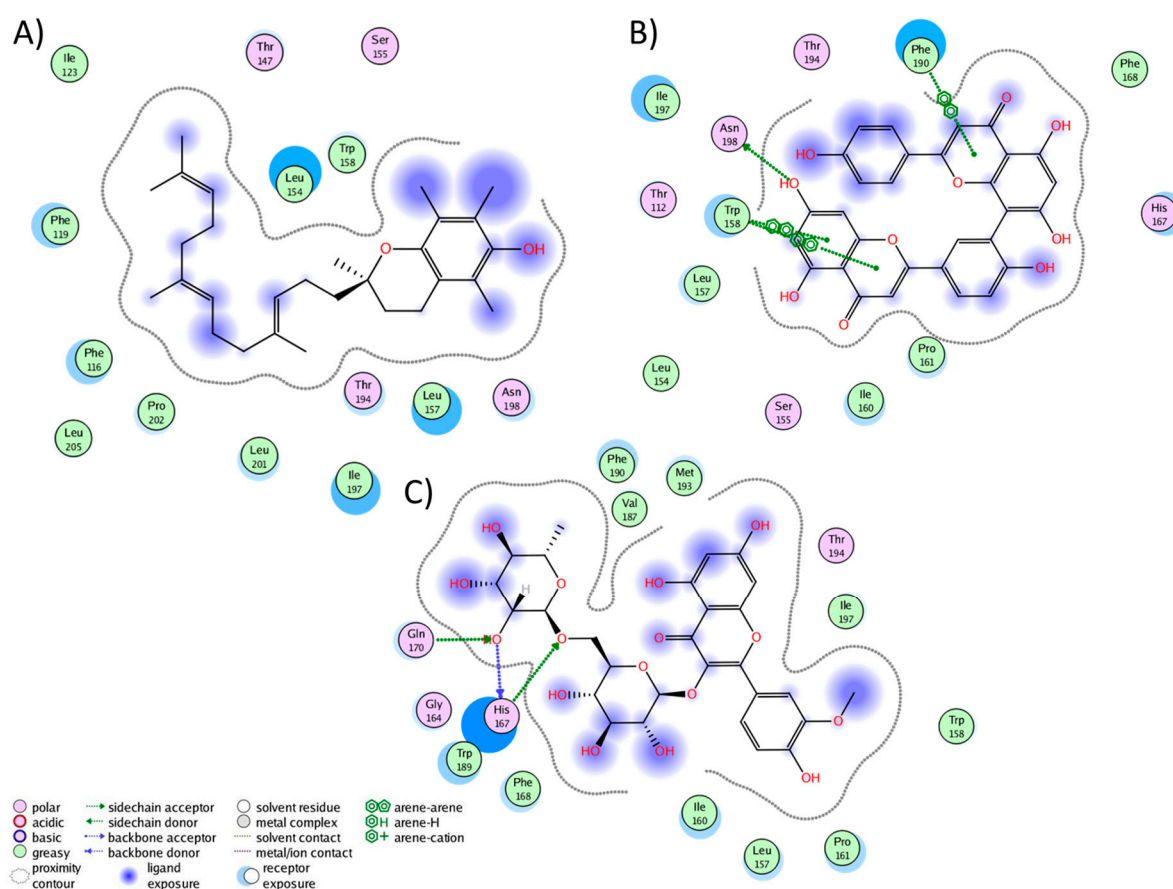 A)
Ile
123
Thr
147
Ser
155
Trp
158
Leu
154
Phe
119
O
OH
Phe
116
Pro
202
Leu
205
Leu
201
Ile
197
Thr
194
Leu
157
Asn
198
B)
Thr
194
Phe
190
Phe
168
Ile
197
Asn
198
O
OH
HO
HO
O
Thr
112
Trp
158
His
167
O
OH
OH
OH
O
Leu
157
Leu
154
Pro
161
Ser
155
Ile
160
C)
Phe
190
Met
193
Val
187
HO
OH
Thr
194
HO
H
O
HO
Ile
197
Gln
170
HO
O
O
O
O
HO
O
O
Gly
164
His
167
Trp
158
Trp
189
HO
OH
OH
Phe
168
Ile
160
Leu
157
Pro
161
polar
acidic
basic
greasy
proximity
contour
sidechain acceptor
sidechain donor
backbone acceptor
backbone donor
ligand
exposure
solvent residue
metal complex
solvent contact
metal/ion contact
receptor
exposure
arene-arene
H arene-H
+ arene-cation